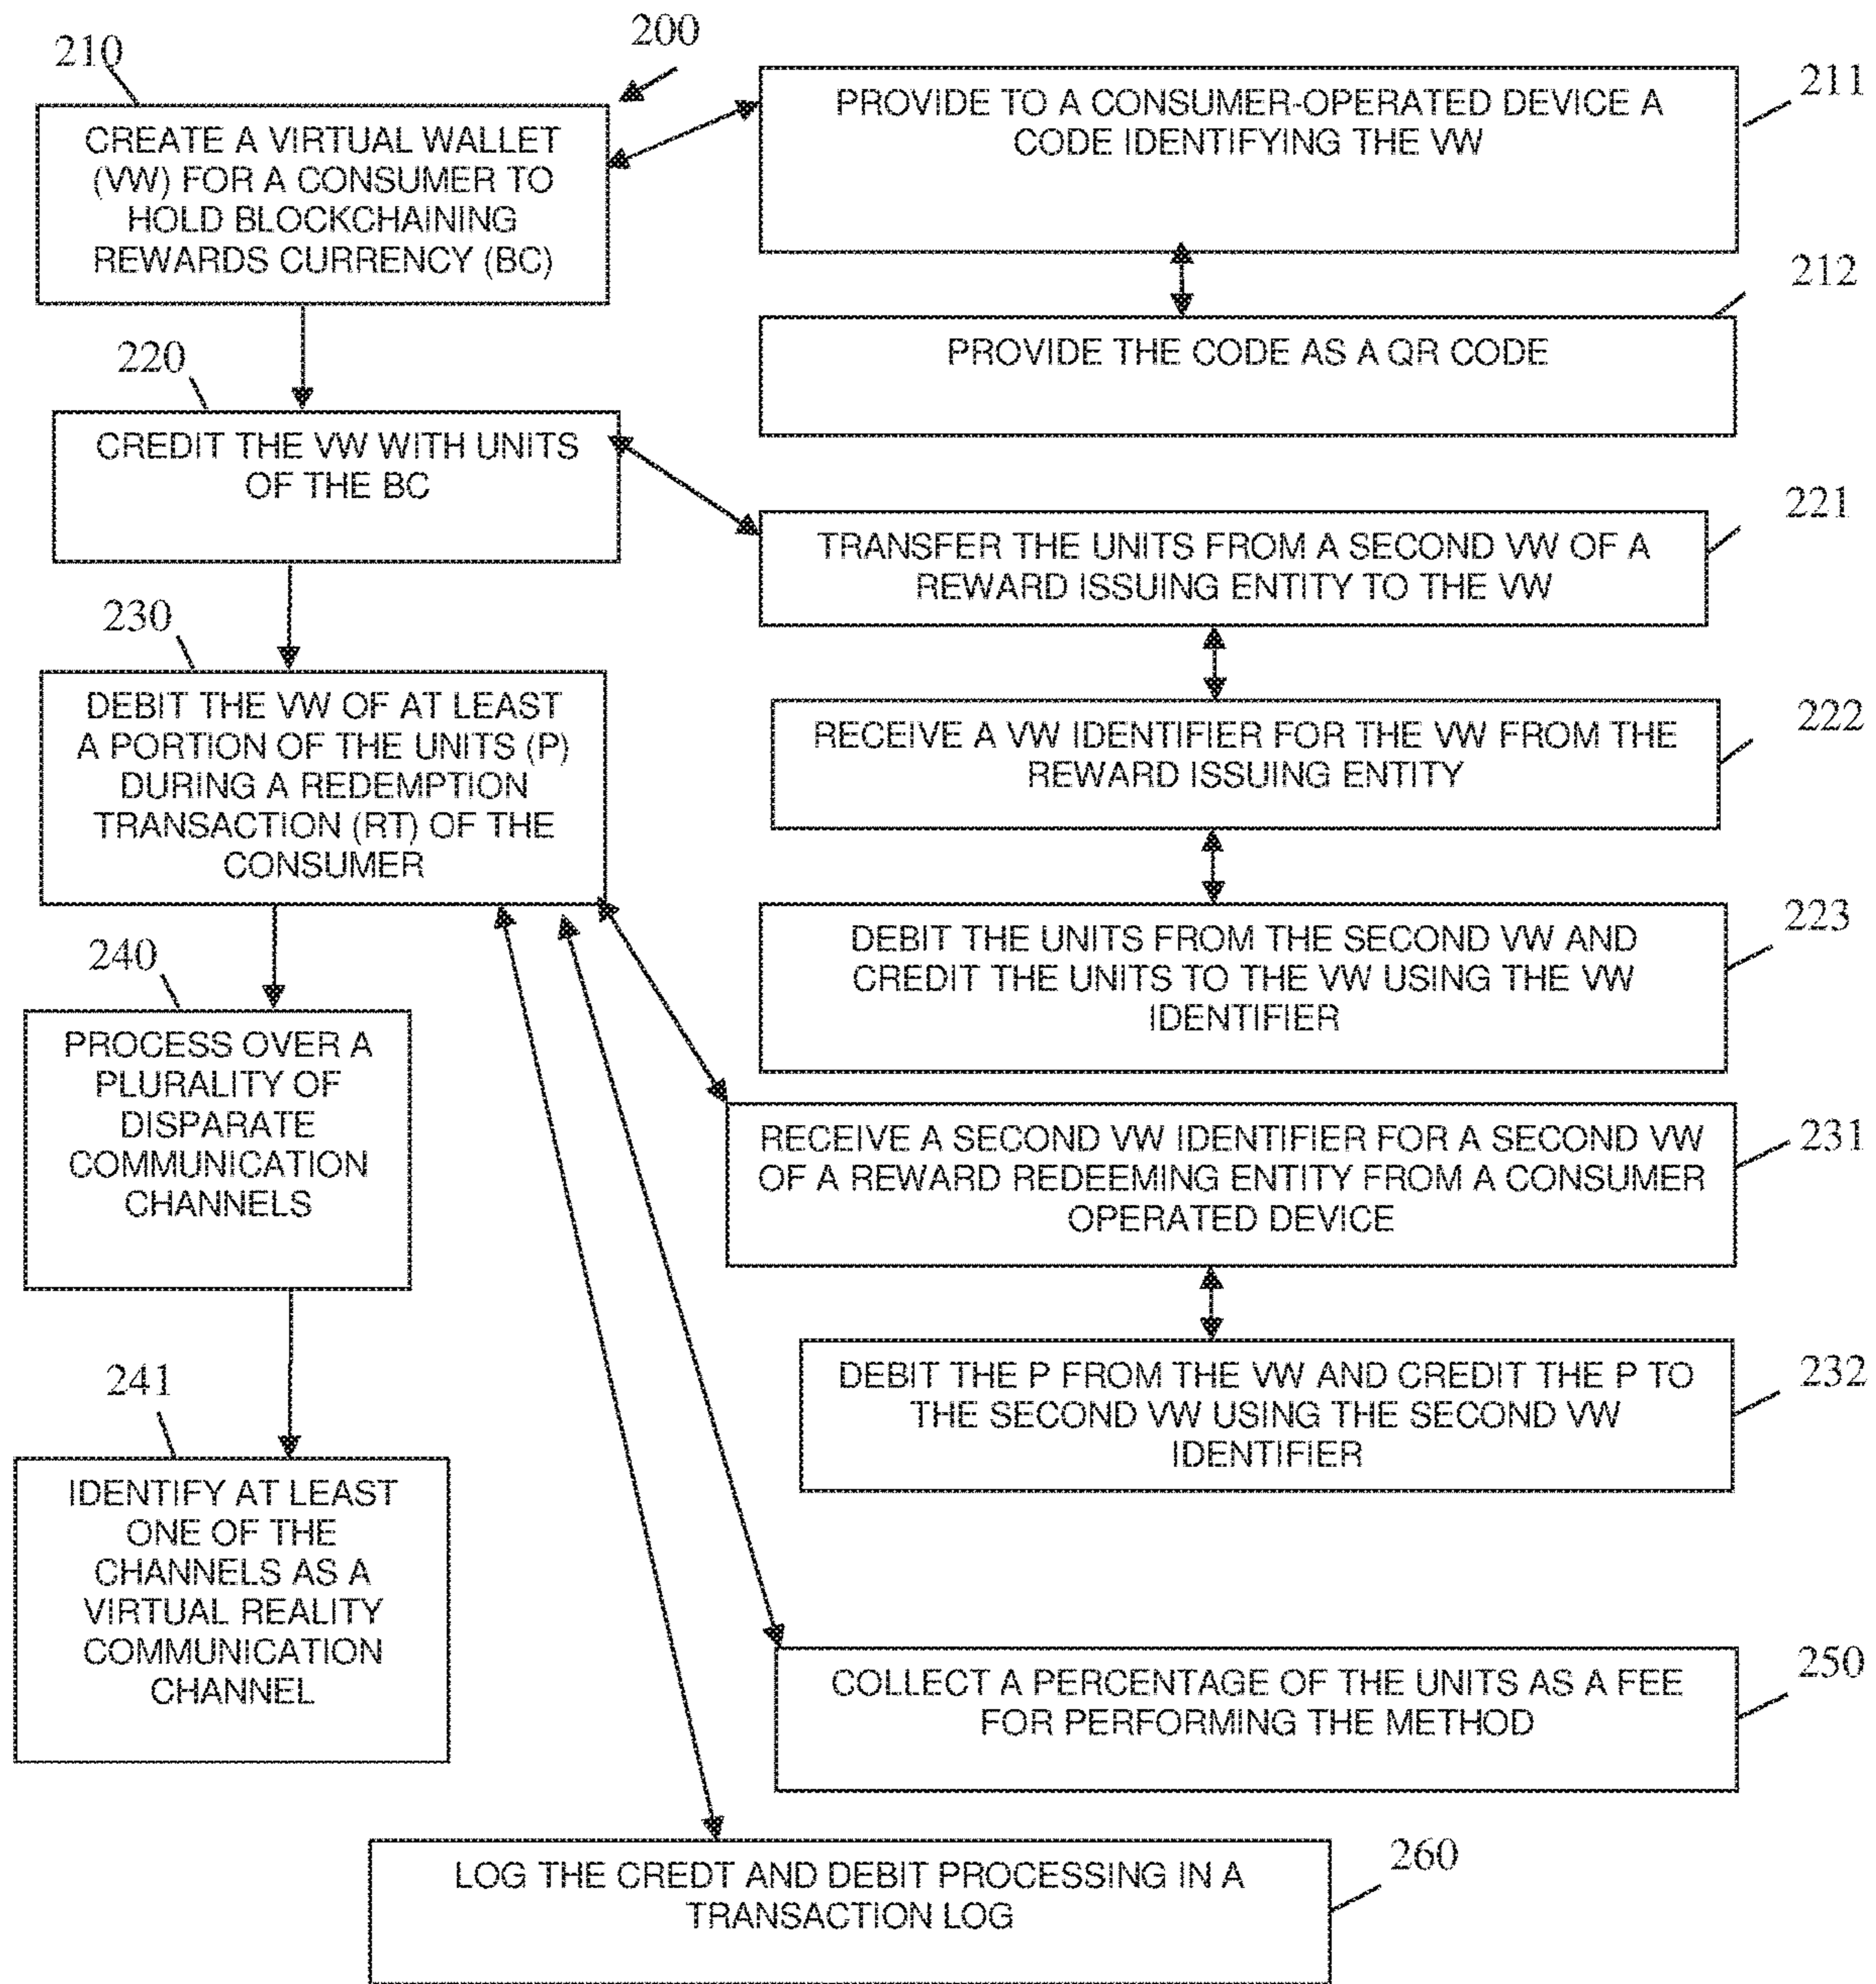 200
210
CREATE A VIRTUAL WALLET
(VW) FOR A CONSUMER TO
HOLD BLOCKCHAINING
REWARDS CURRENCY (BC)
211
PROVIDE TO A CONSUMER-OPERATED DEVICE A
CODE IDENTIFYING THE VW
212
PROVIDE THE CODE AS A QR CODE
220
CREDIT THE VW WITH UNITS
OF THE BC
221
TRANSFER THE UNITS FROM A SECOND VW OF A
REWARD ISSUING ENTITY TO THE VW
222
RECEIVE A VW IDENTIFIER FOR THE VW FROM THE
REWARD ISSUING ENTITY
223
DEBIT THE UNITS FROM THE SECOND VW AND
CREDIT THE UNITS TO THE VW USING THE VW
IDENTIFIER
230
DEBIT THE VW OF AT LEAST
A PORTION OF THE UNITS (P)
DURING A REDEMPTION
TRANSACTION (RT) OF THE
CONSUMER
231
RECEIVE A SECOND VW IDENTIFIER FOR A SECOND VW
OF A REWARD REDEEMING ENTITY FROM A CONSUMER
OPERATED DEVICE
232
DEBIT THE P FROM THE VW AND CREDIT THE P TO
THE SECOND VW USING THE SECOND VW
IDENTIFIER
240
PROCESS OVER A
PLURALITY OF
DISPARATE
COMMUNICATION
CHANNELS
241
IDENTIFY AT LEAST
ONE OF THE
CHANNELS AS A
VIRTUAL REALITY
COMMUNICATION
CHANNEL
250
COLLECT A PERCENTAGE OF THE UNITS AS A FEE
FOR PERFORMING THE METHOD
260
LOG THE CREDT AND DEBIT PROCESSING IN A
TRANSACTION LOG